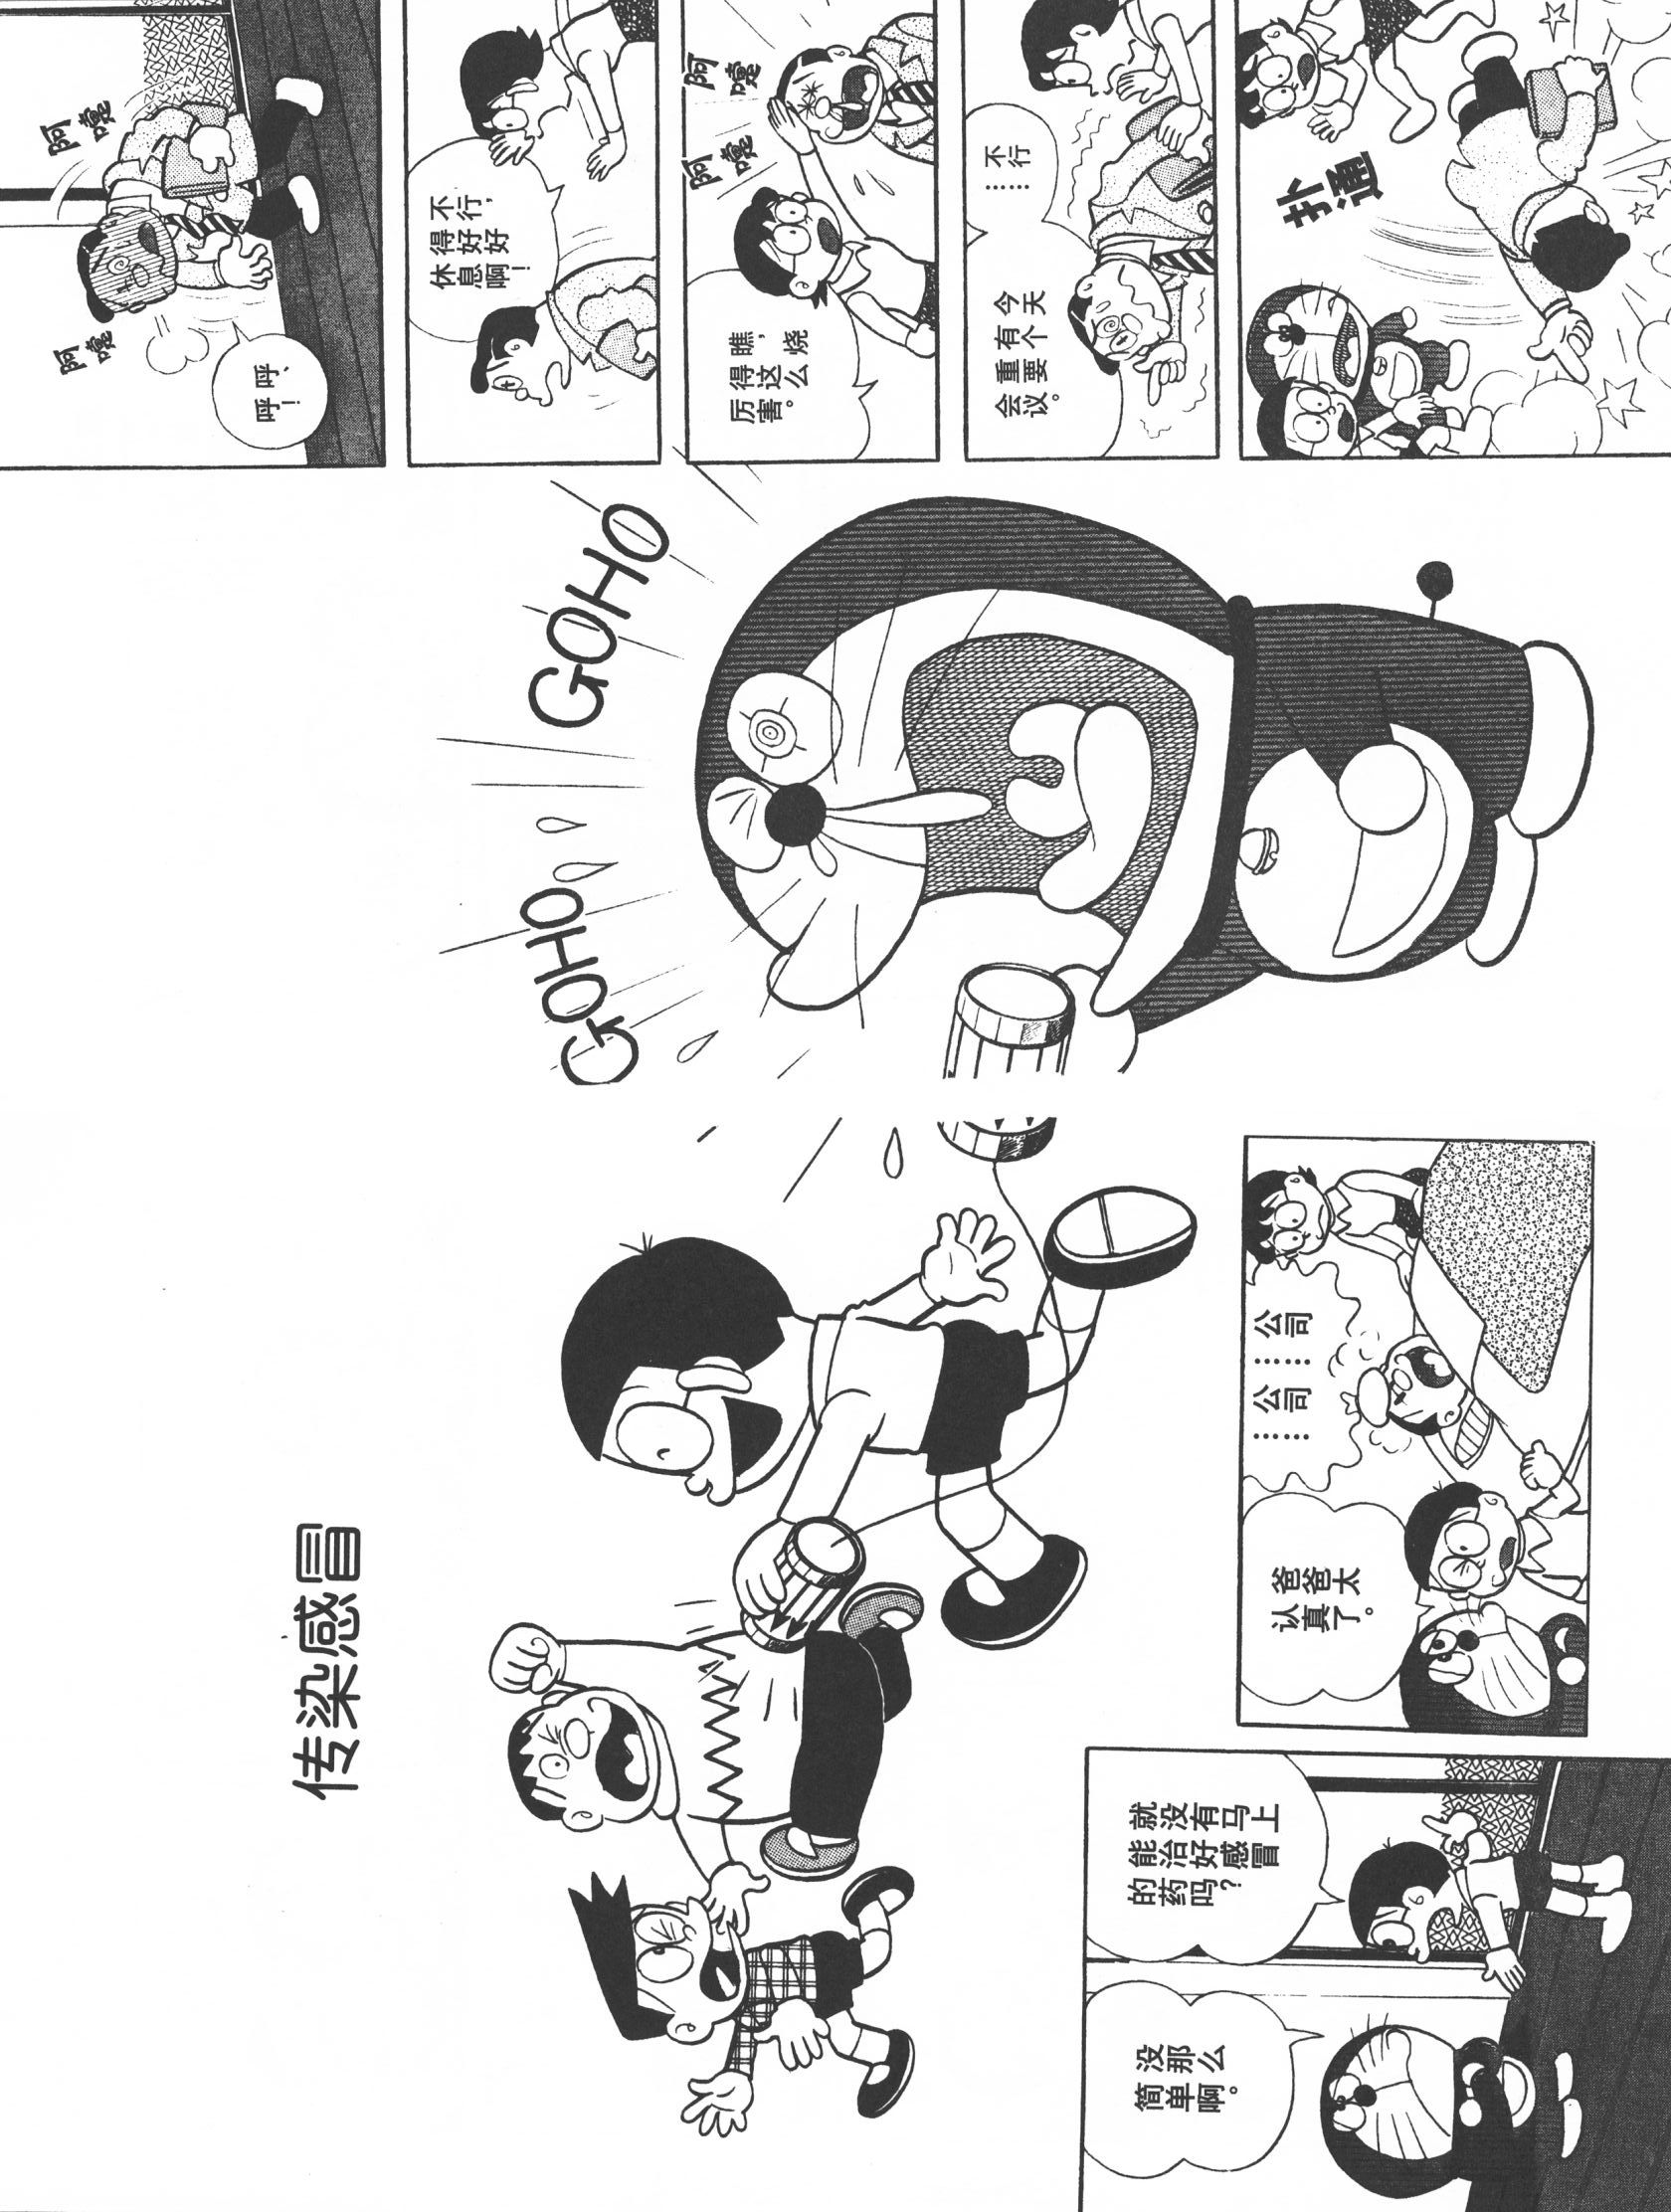 传染感冒
阿嚏
阿嚏
呼、
呼！
不行，
得好好
休息啊！
阿嚏
阿嚏
瞧，烧
得这么
厉害。
不行
……
今天
有个
重要
会议。
扑通
GOHO
GOHO
公司
……
公司
……
爸爸太
认真了。
就没有马上
能治好感冒
的药吗？
没那么
简单啊。